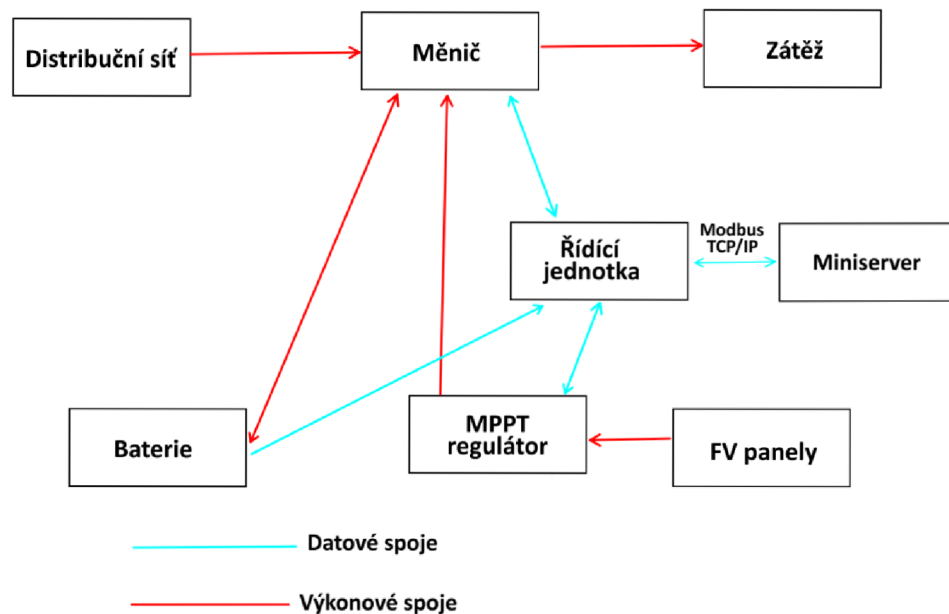 Distribuční síť
Měnič
Zátěž
Řídící
jednotka
Modbus
TCP/IP
Miniserver
Baterie
MPPT
regulátor
FV panely
Datové spoje
Výkonové spoje